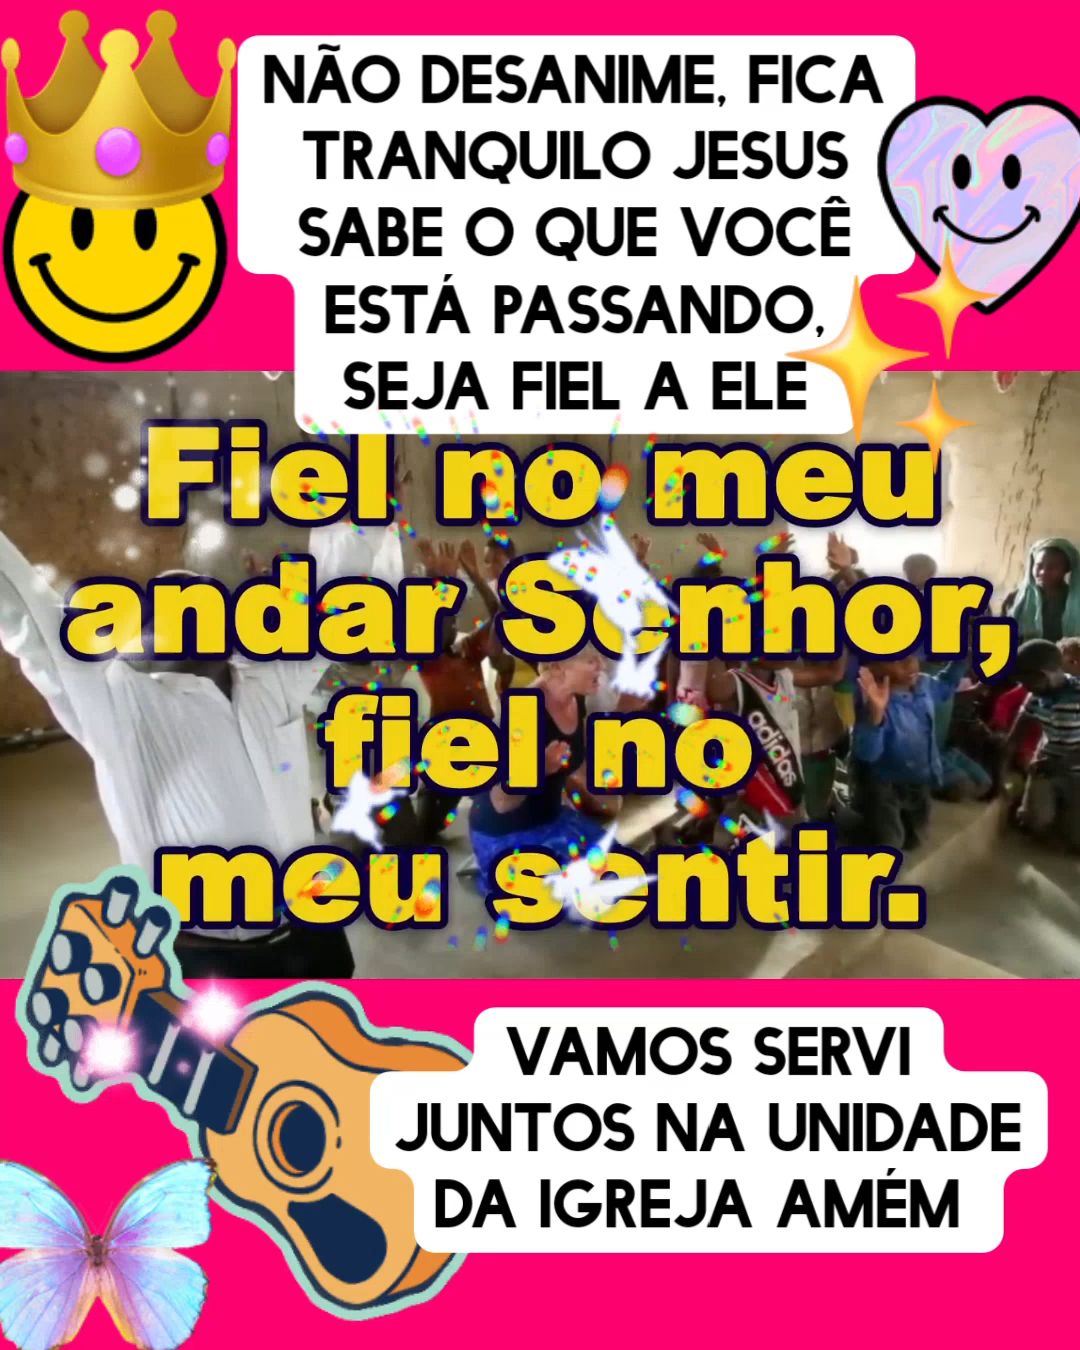 NÃO DESANIME, FICA
TRANQUILO JESUS
SABE O QUE VOCÊ
ESTÁ PASSANDO,
SEJA FIEL A ELE
Fiel no meu
andar Senhor,
fiel no
meu sentir.
adidas
VAMOS SERVI
JUNTOS NA UNIDADE
DA IGREJA AMÉM